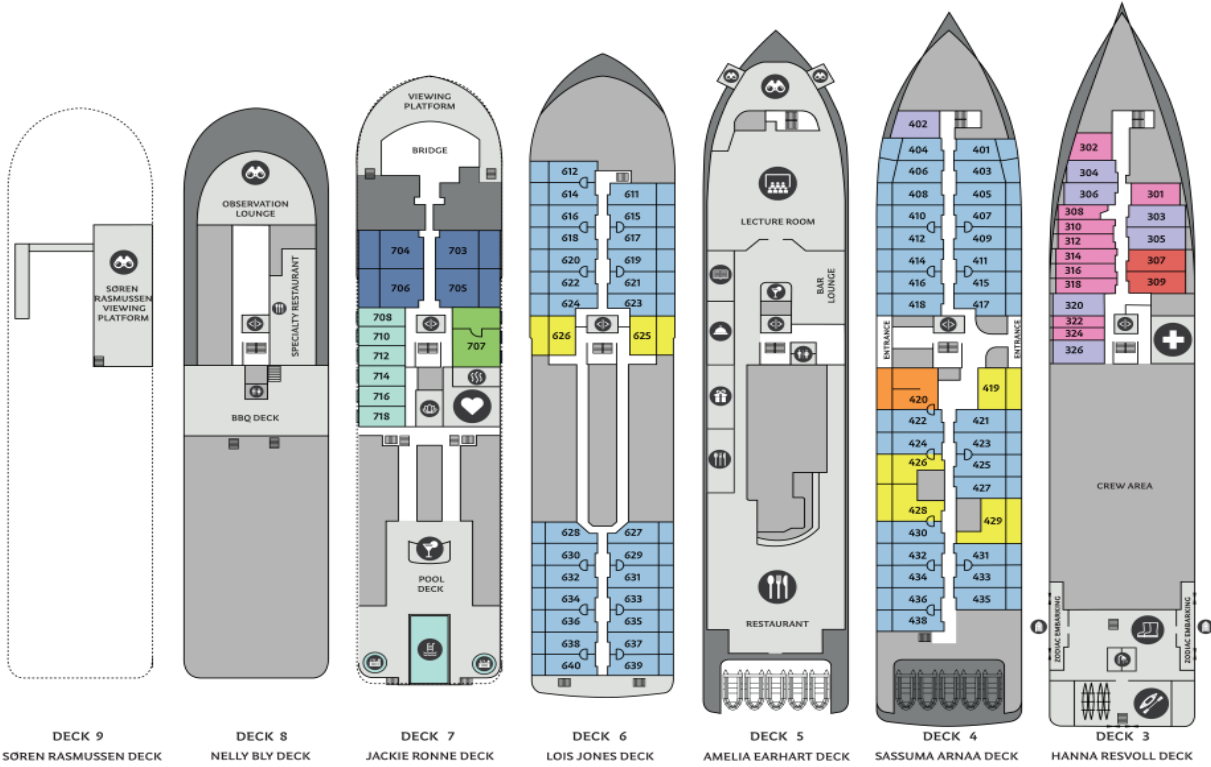 SØREN
RASMUSSEN
VIEWING
PLATFORM
DECK 9
SØREN RASMUSSEN DECK
OBSERVATION
LOUNGE
SPECIALTY RESTAURANT
BBQ DECK
DECK 8
NELLY BLY DECK
VIEWING
PLATFORM
BRIDGE
704 703
706 705
708
710
707
712
714
716
718
POOL
DECK
DECK 7
JACKIE RONNE DECK
612
614 611
616 615
618 617
620 619
622 621
624 623
626 625
628 627
630 629
632 631
634 633
636 635
638 637
640 639
DECK 6
LOIS JONES DECK
LECTURE ROOM
BAR
LOUNGE
RESTAURANT
DECK 5
AMELIA EARHART DECK
402
404 401
406 403
408 405
410 407
412 409
414 411
416 415
418 417
ENTRANCE ENTRANCE
419
420
422 421
424 423
426 425
427
428
429
430
432 431
434 433
436 435
438
DECK 4
SASSUMA ARNAA DECK
302
304
306 301
308
303
310
312 305
314 307
316
318 309
320
322
324
326
CREW AREA
ZODIAC EMBARKING ZODIAC EMBARKING
DECK 3
HANNA RESVOLL DECK